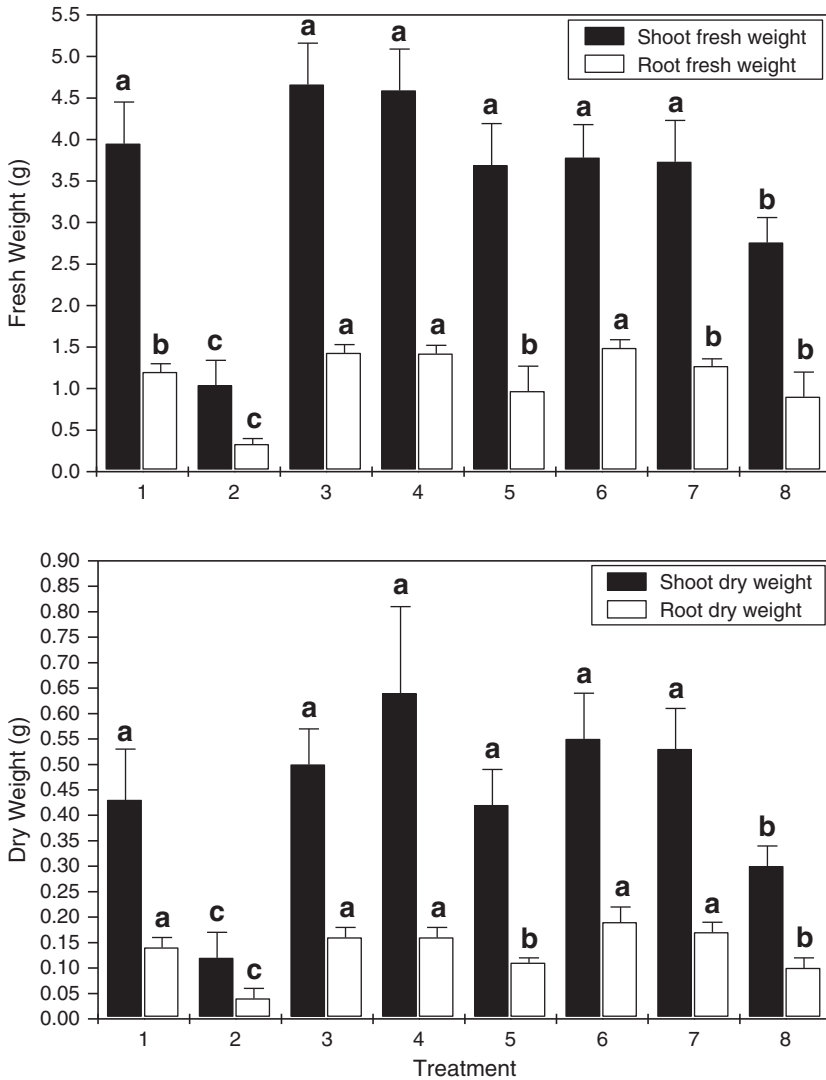 5.5
5.0
4.5
4.0
3.5
3.0
2.5
2.0
1.5
1.0
0.5
0.0
Fresh Weight (g)
Shoot fresh weight
Root fresh weight
a b c c a a a a a b a a a b b b
1 2 3 4 5 6 7 8
0.90
0.85
0.80
0.75
0.70
0.65
0.60
0.55
0.50
0.45
0.40
0.35
0.30
0.25
0.20
0.15
0.10
0.05
0.00
Dry Weight (g)
Shoot dry weight
Root dry weight
a a c c a a a a a b a a a a b b
1 2 3 4 5 6 7 8
Treatment